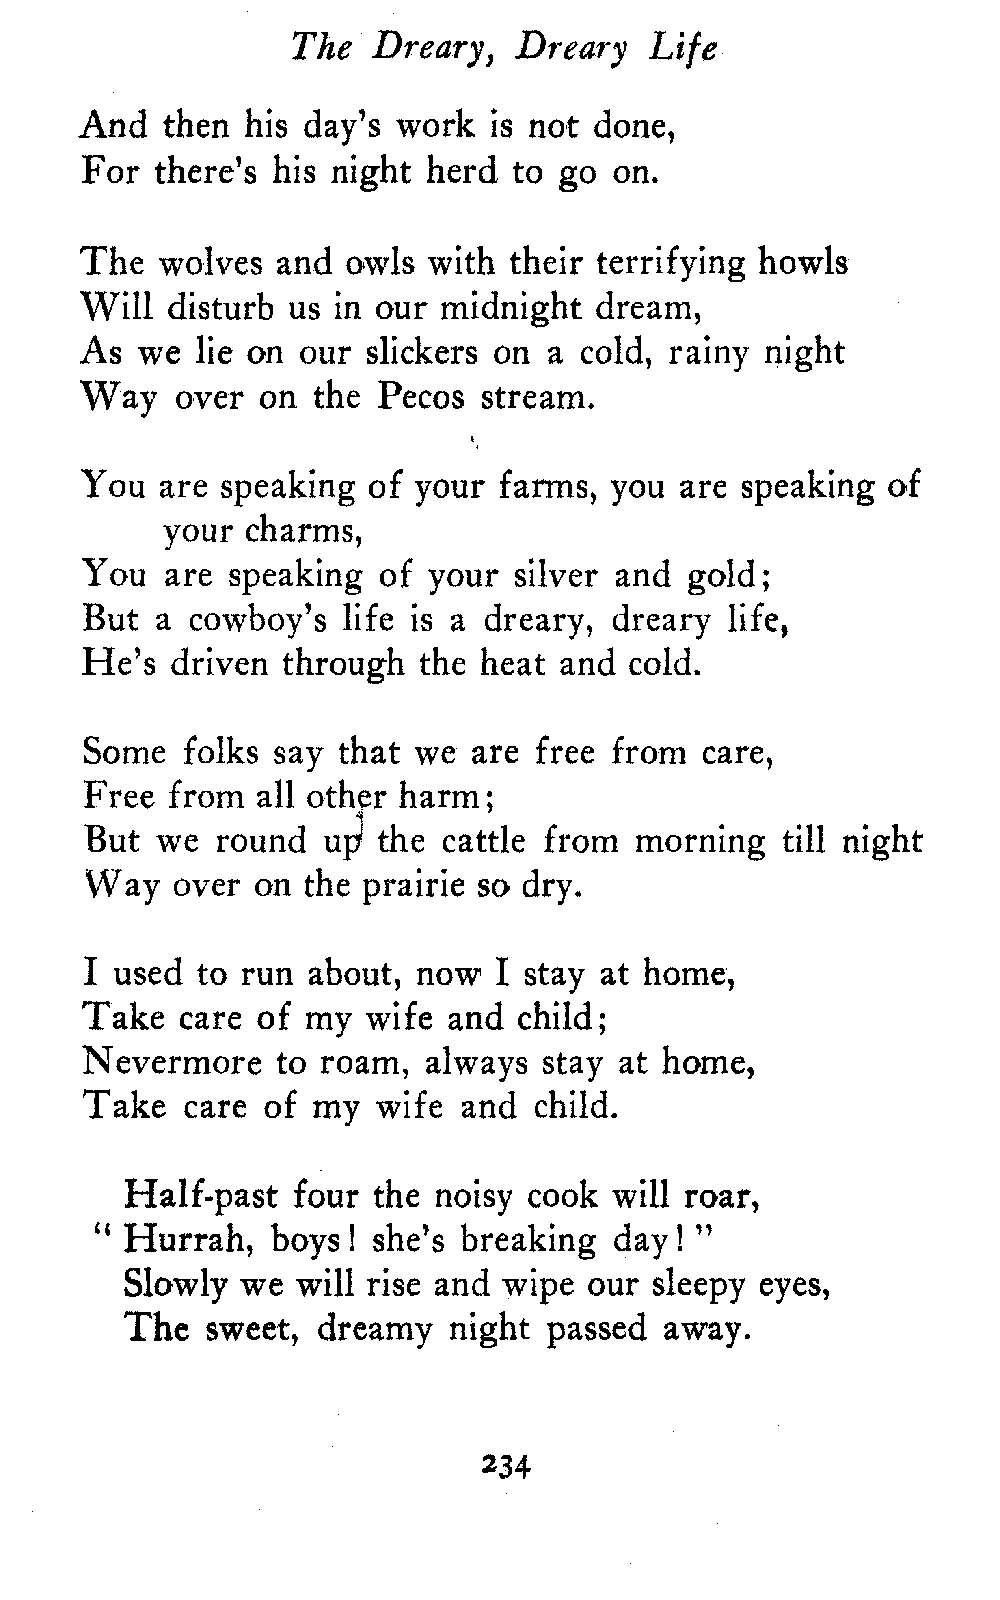 The Dreary, Dreary Life
And then his day's work is not done,
For there's his night herd to go on.
The wolves and owls with their terrifying howls
Will disturb us in our midnight dream,
As we lie on our slickers on a cold, rainy night
Way over on the Pecos stream.
You are speaking of your farms, you are speaking of
your charms,
You are speaking of your silver and gold;
But a cowboy's life is a dreary, dreary life,
He's driven through the heat and cold.
Some folks say that we are free from care,
Free from all other harm;
But we round up the cattle from morning till night
Way over on the prairie so dry.
I used to run about, now I stay at home,
Take care of my wife and child;
Nevermore to roam, always stay at home,
Take care of my wife and child.
Half-past four the noisy cook will roar,
" Hurrah, boys! she's breaking day! "
Slowly we will rise and wipe our sleepy eyes,
The sweet, dreamy night passed away.
234